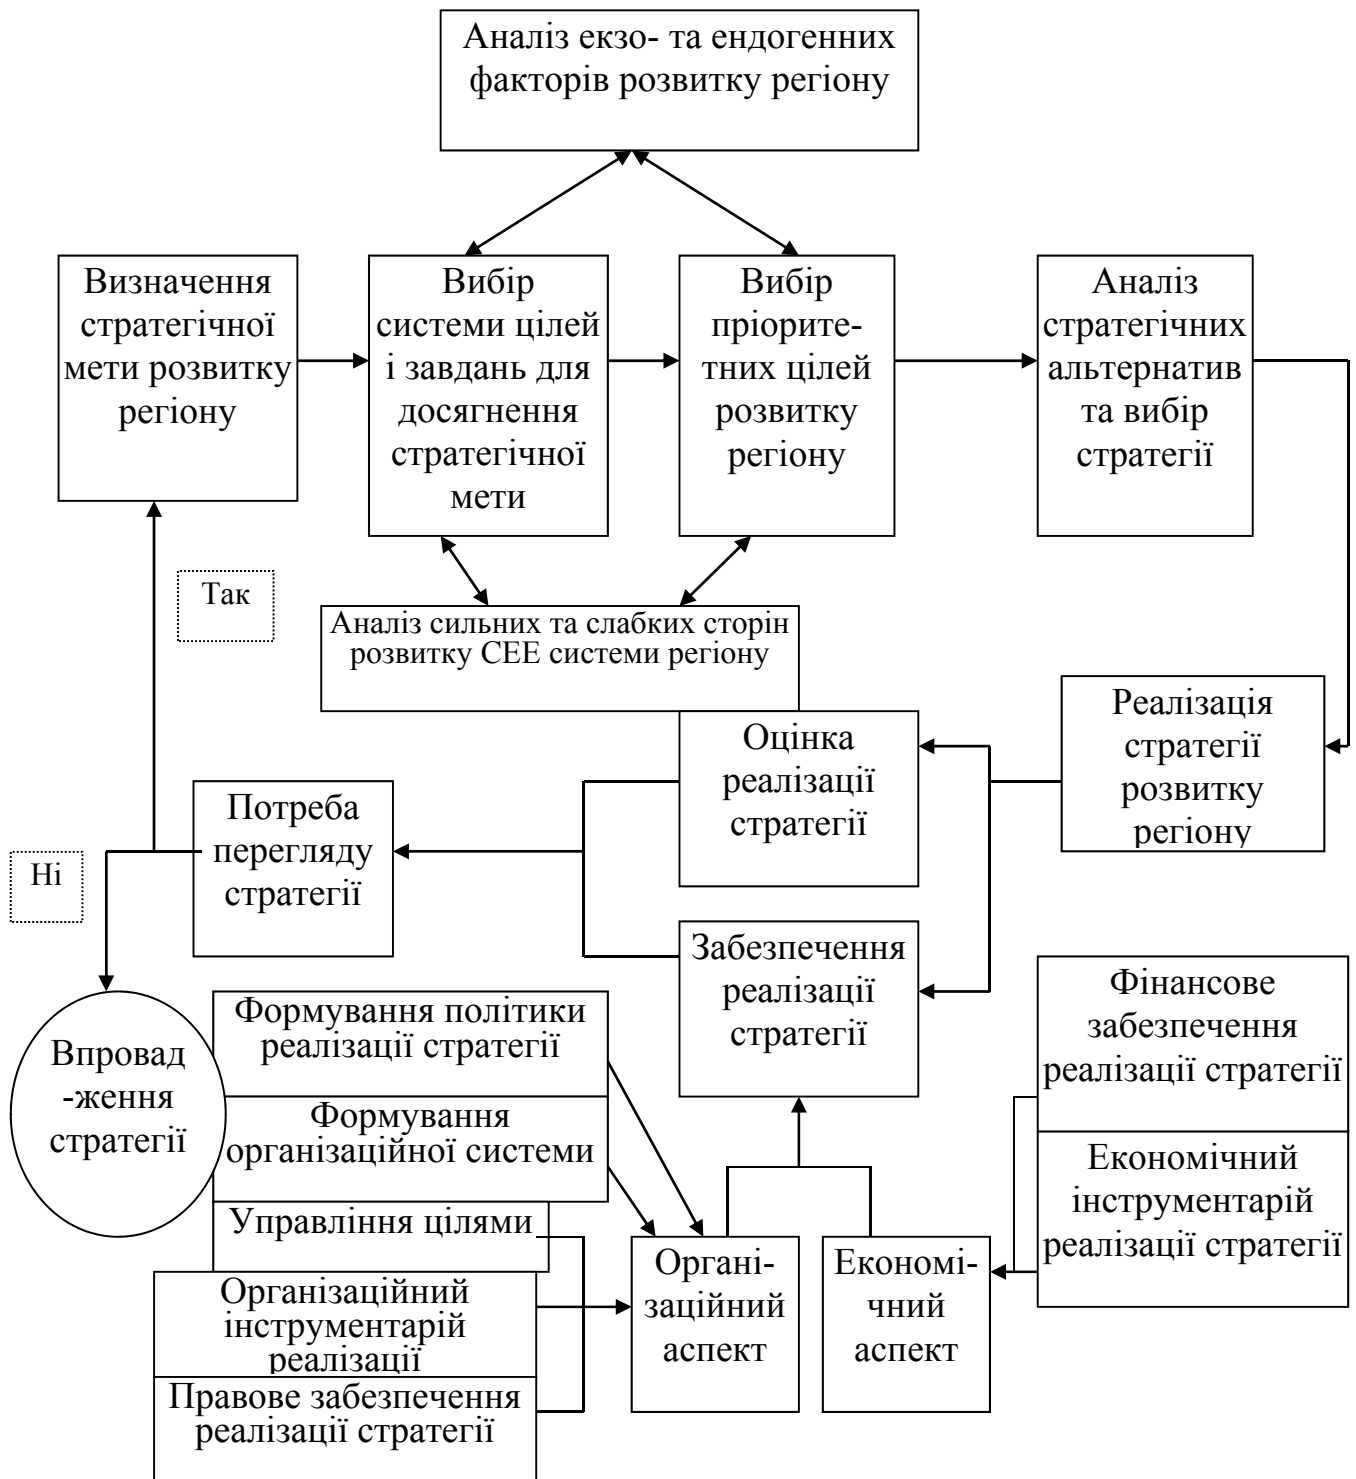 Аналіз екзо- та ендогенних
факторів розвитку регіону
Визначення
стратегічної
мети розвитку
регіону
Вибір
системи цілей
і завдань для
досягнення
стратегічної
мети
Вибір
пріорите-
тних цілей
розвитку
регіону
Аналіз
стратегічних
альтернатив
та вибір
стратегії
Так
Аналіз сильних та слабких сторін
розвитку СЕЕ системи регіону
Реалізація
стратегії
розвитку
регіону
Оцінка
реалізації
стратегії
Потреба
перегляду
стратегії
Ні
Забезпечення
реалізації
стратегії
Фінансове
забезпечення
реалізації стратегії
Впровад
-ження
стратегії
Формування політики
реалізації стратегії
Формування
організаційної системи
Управління цілями
Організаційний
інструментарій
реалізації
Правове забезпечення
реалізації стратегії
Органі-
заційний
аспект
Економі-
чний
аспект
Економічний
інструментарій
реалізації стратегії